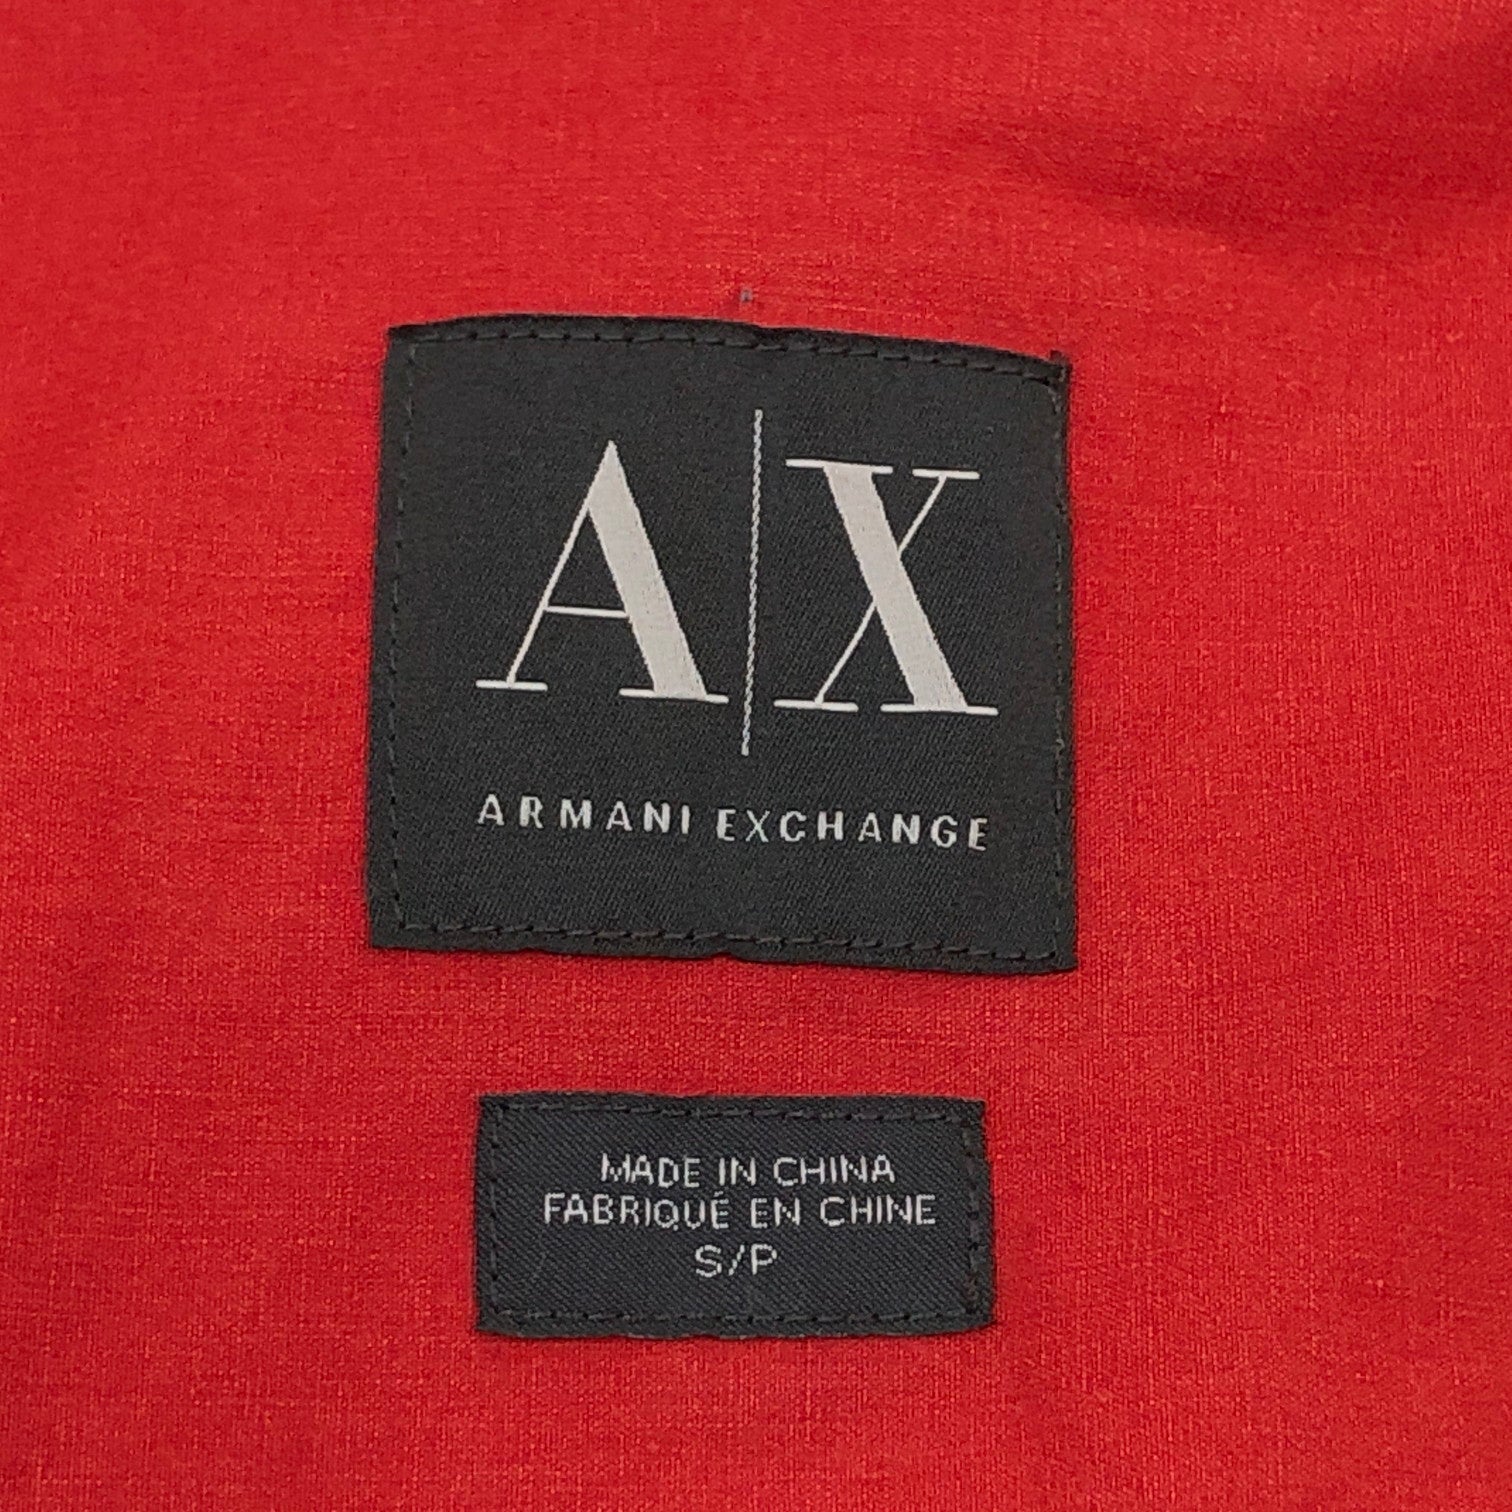 A|X
ARMANI EXCHANGE
MADE IN CHINA
FABRIQUÉ EN CHINE
S/P